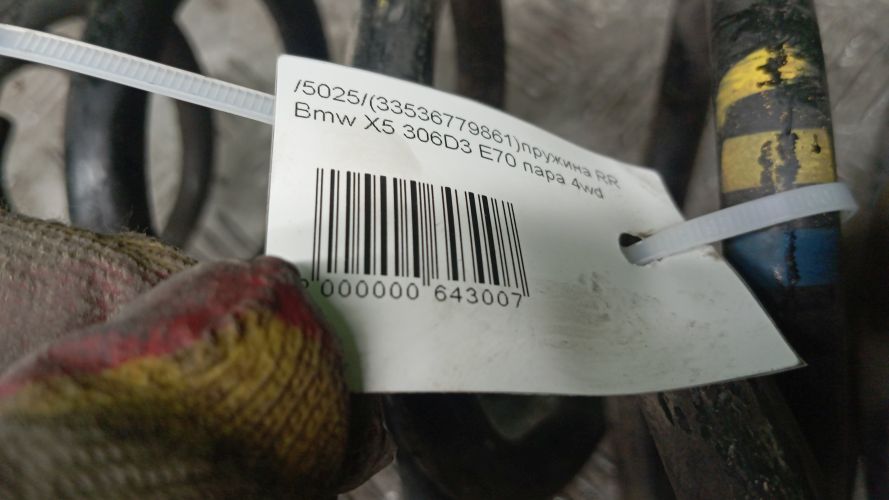 /5025/(33536779861)пружина RR
Bmw X5 306D3 E70 пара 4wd
000000 643007